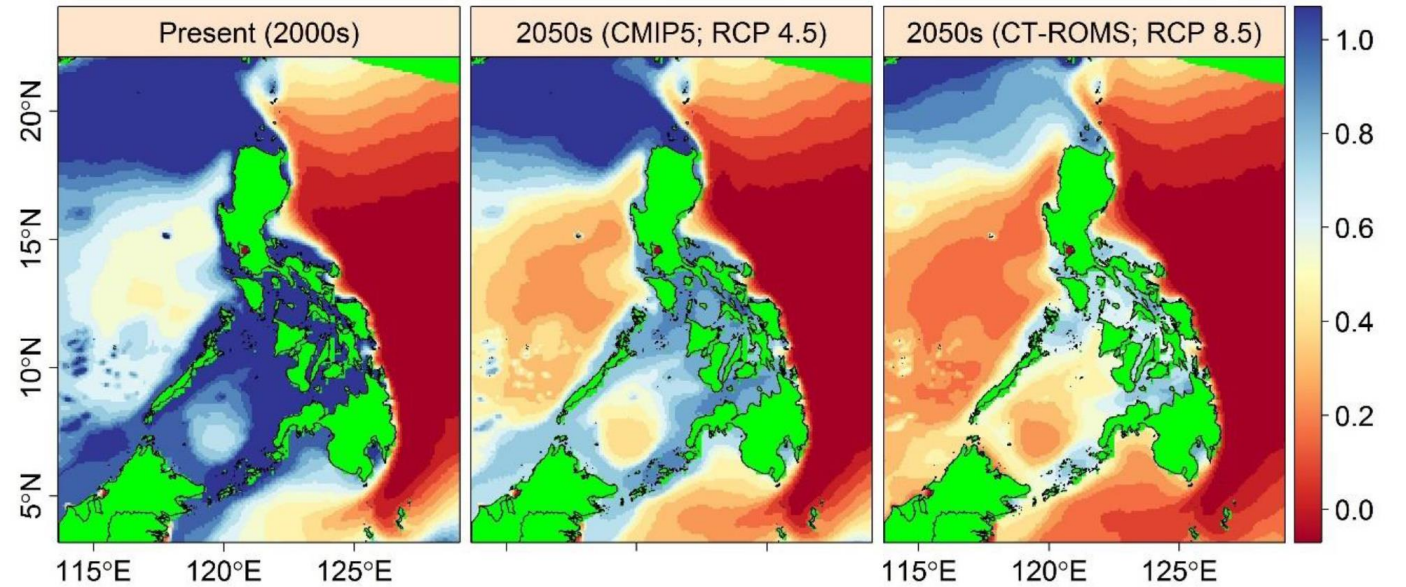 Present (2000s)
2050s (CMIP5; RCP 4.5)
2050s (CT-ROMS; RCP 8.5)
20°N
15°N
10°N
5°N
115°E
120°E
125°E
115°E
120°E
125°E
1.0
0.8
0.6
0.4
0.2
0.0